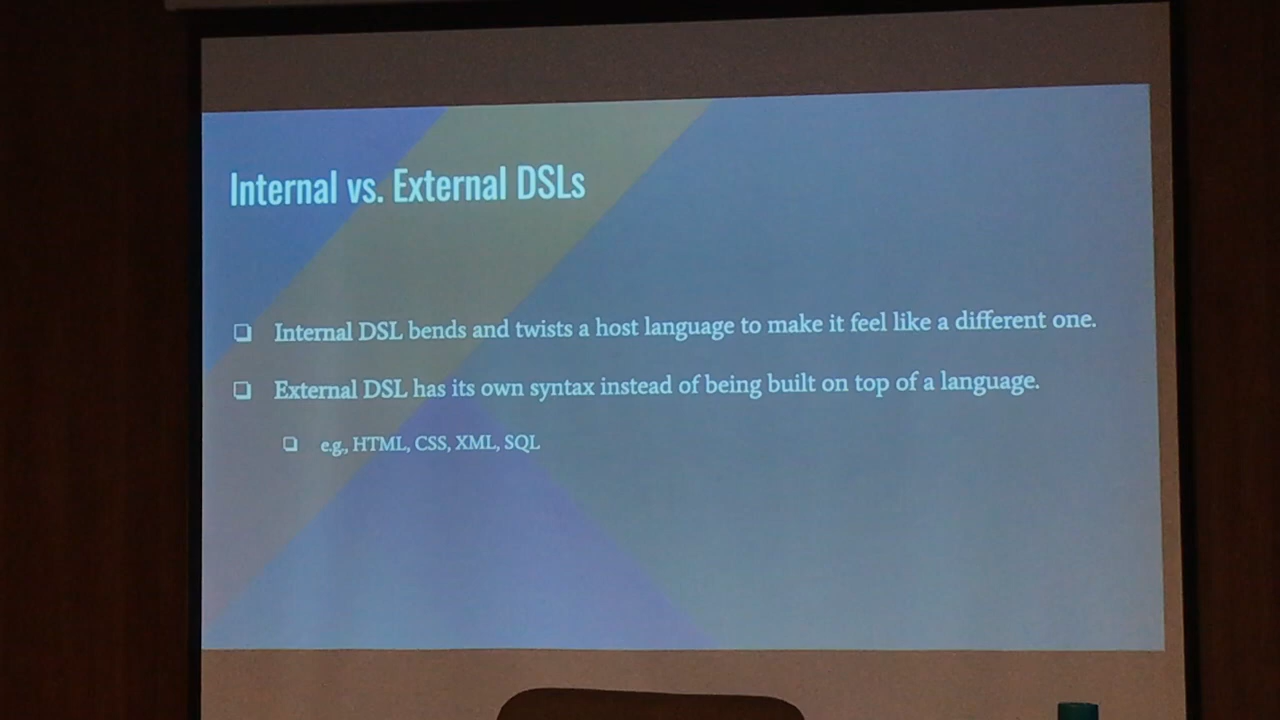 Internal vs. External DSLs
Internal DSL bends and twists a host language to make it feel like a different one.
External DSL has its own syntax instead of being built on top of a language.
e.g., HTML, CSS, XML, SQL